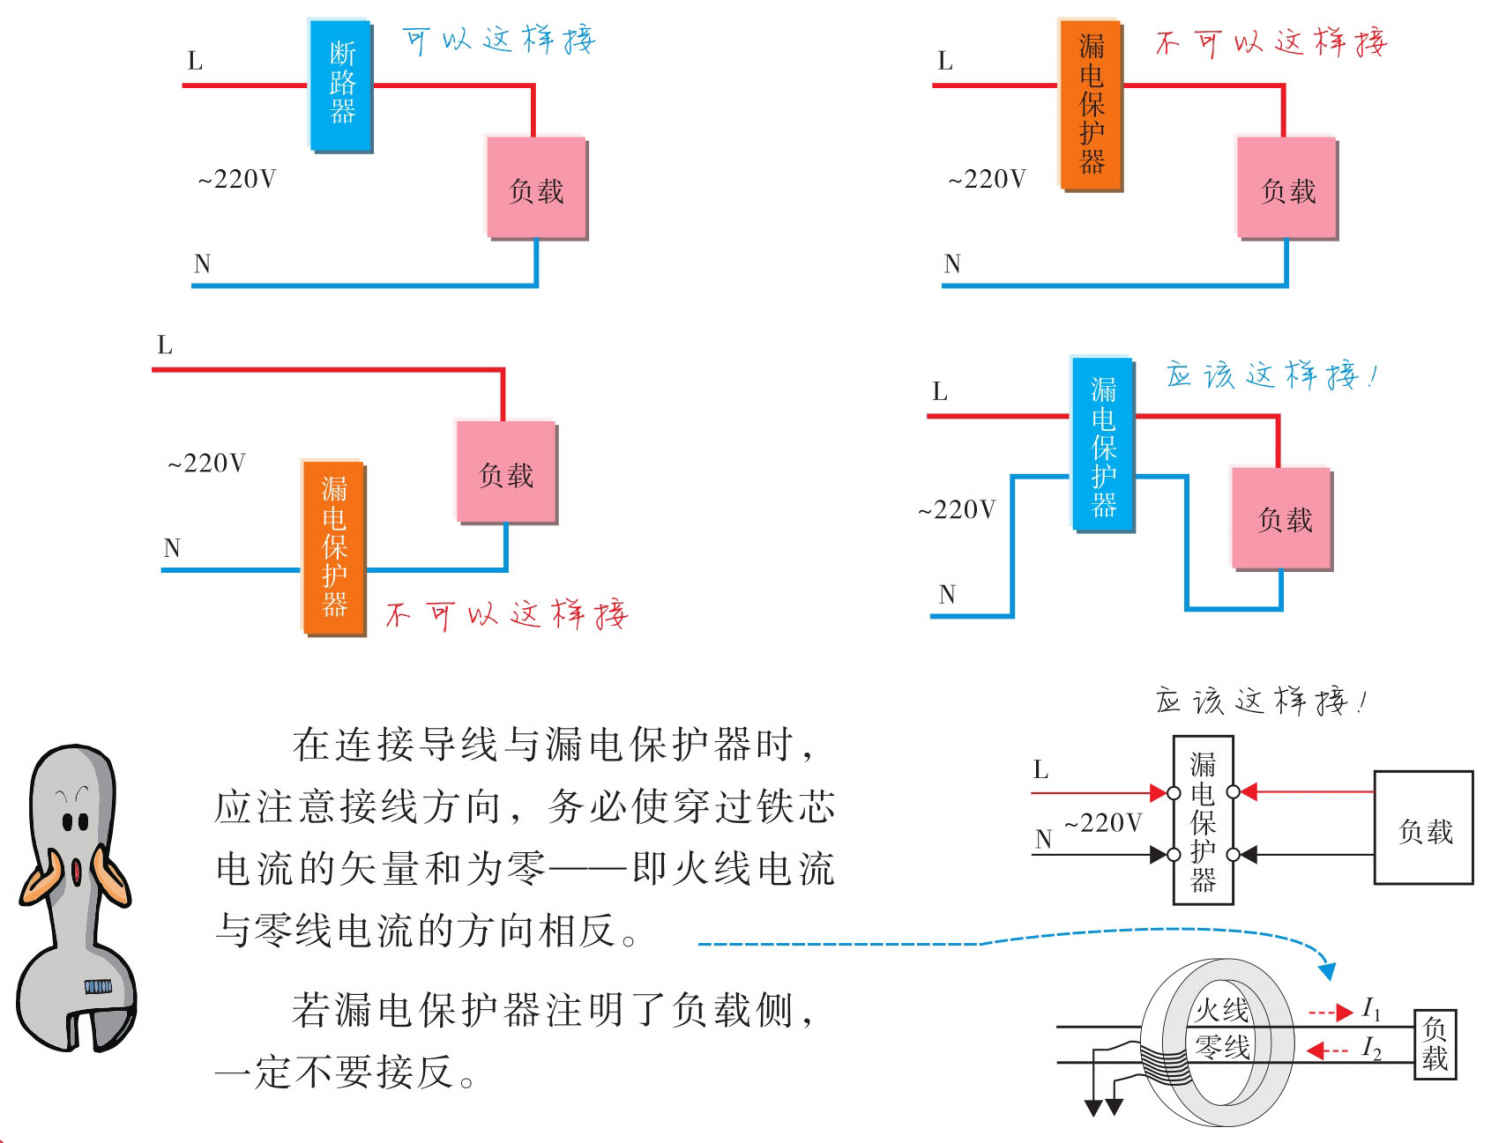 可以这样接
L
断路器
~220V
负载
N
不可以这样接
L
漏电保护器
~220V
负载
N
L
~220V
负载
N
漏电保护器
不可以这样接
应该这样接！
L
漏电保护器
~220V
负载
N
在连接导线与漏电保护器时，
应注意接线方向，务必使穿过铁芯
电流的矢量和为零——即火线电流
与零线电流的方向相反。
若漏电保护器注明了负载侧，
一定不要接反。
应该这样接！
L
漏电保护器
~220V
N
负载
火线
I₁
零线
I₂
负载